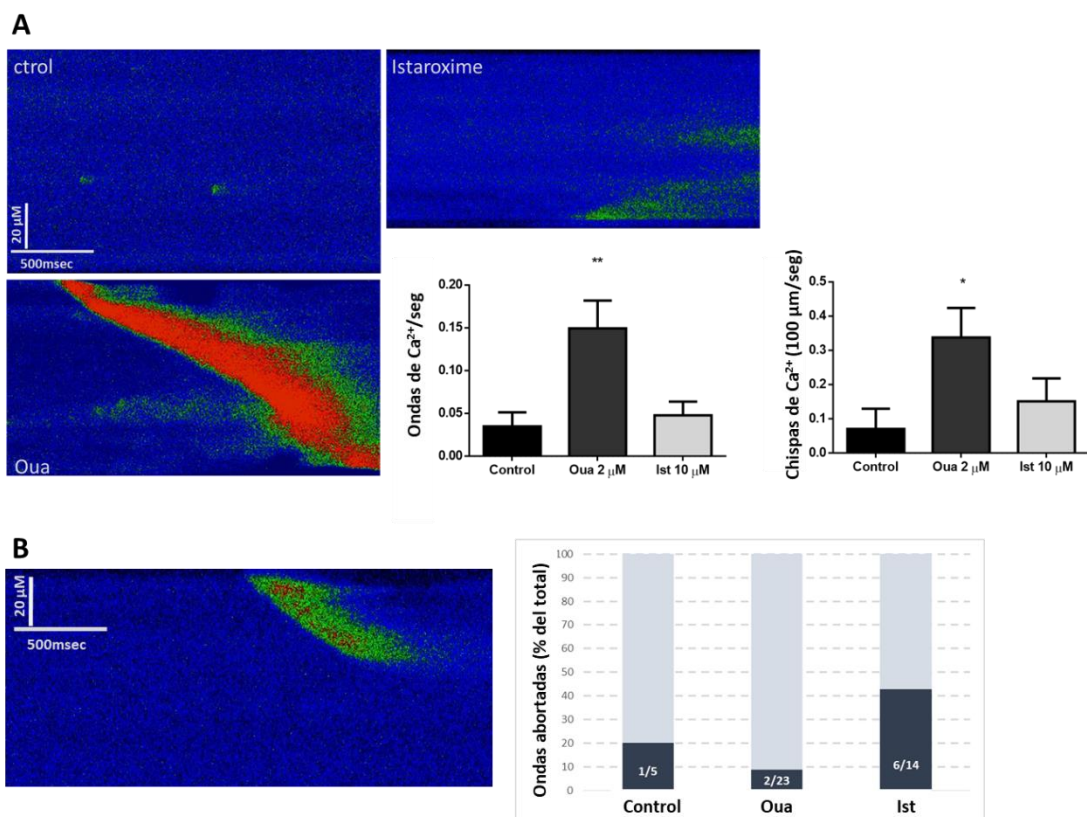 A
ctrol
20 µM
500msec
Istaroxime
Oua
Ondas de Ca²⁺/seg
**
0.20
0.15
0.10
0.05
0.00
Control
Oua 2 µM
Ist 10 µM
Chispas de Ca²⁺ (100 µm/seg)
*
0.5
0.4
0.3
0.2
0.1
0.0
Control
Oua 2 µM
Ist 10 µM
B
20 µM
500msec
Ondas abortadas (% del total)
100
90
80
70
60
50
40
30
20
10
0
1/5
2/23
6/14
Control
Oua
Ist